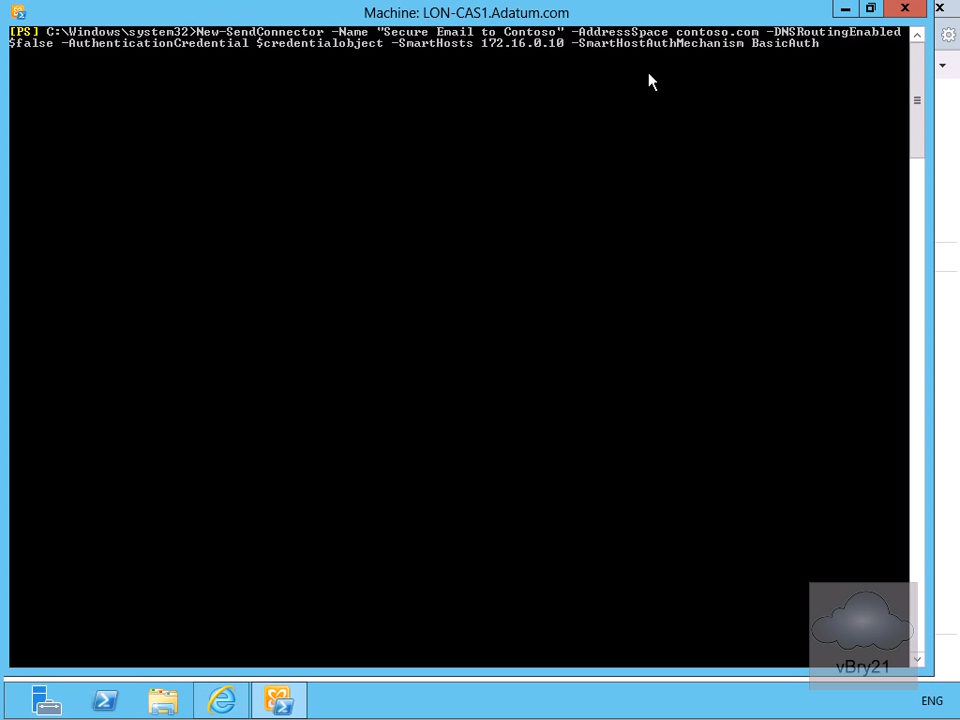 Machine: LON-CAS1.Adatum.com
[PS] C:\Windows\system32>New-SendConnector -Name "Secure Email to Contoso" -AddressSpace contoso.com -DNSRoutingEnabled
$false -AuthenticationCredential $credentialobject -SmartHosts 172.16.0.10 -SmartHostAuthMechanism BasicAuth
vBry21
ENG